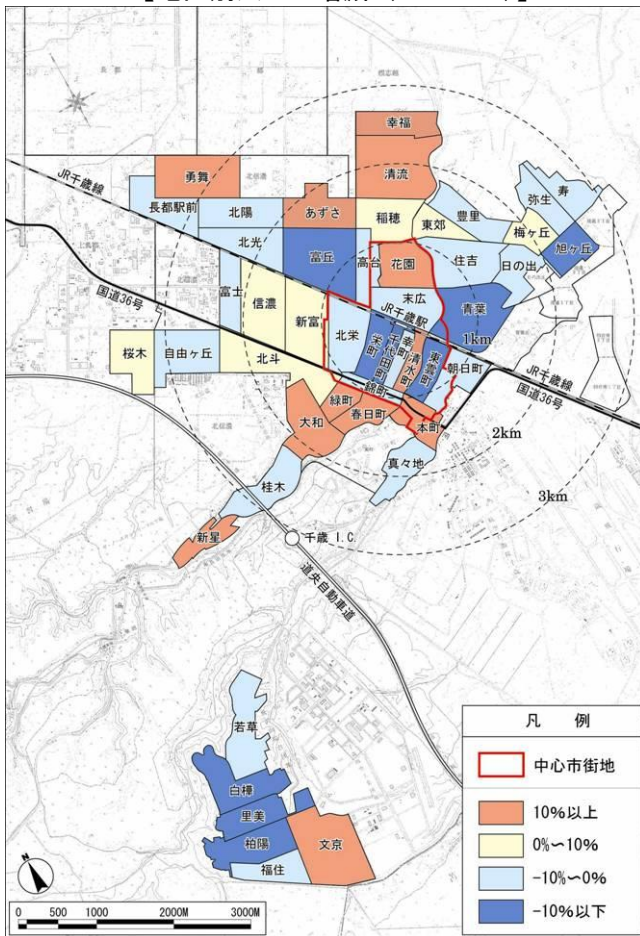 幸福
清流
勇舞
JR千歳線
長都駅前
北陽
あずさ
稲穂
東郊
豊里
弥生
寿
梅ヶ丘
旭ヶ丘
北光
富丘
高台
花園
住吉
日の出
国道36号
富士
信濃
新富
末広
青葉
JR千歳駅
1km
北栄
栄町
千代田町
幸町
清水町
東雲町
朝日町
JR千歳線
国道36号
桜木
自由ヶ丘
北斗
錦町
緑町
春日町
本町
大和
真々地
2km
3km
桂木
新星
千歳 I.C.
道央自動車道
若草
白樺
里美
柏陽
文京
福住
凡 例
中心市街地
10%以上
0%〜10%
-10%〜0%
-10%以下
N
0 500 1000 2000M 3000M